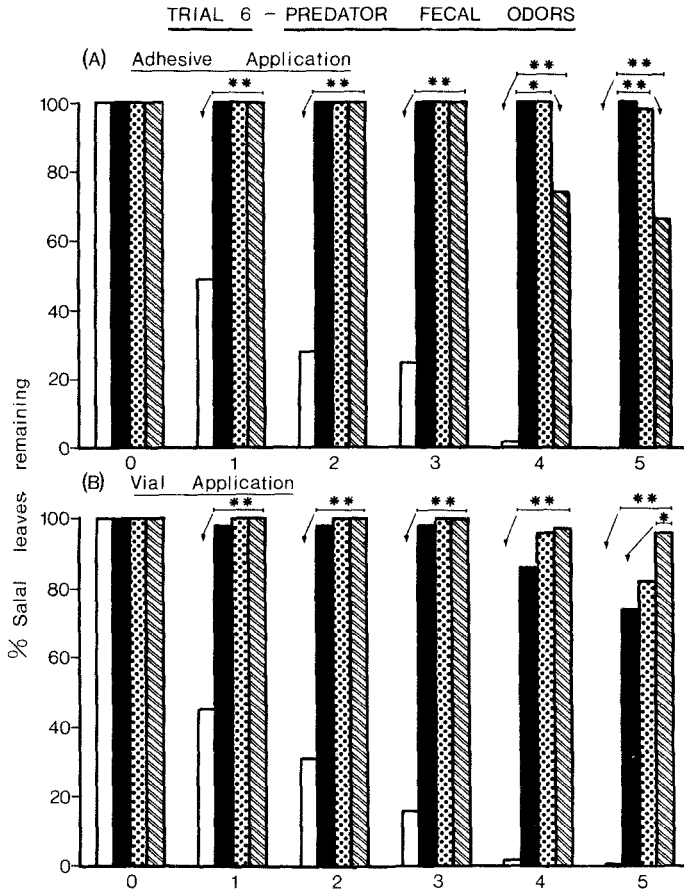 TRIAL 6 - PREDATOR FECAL ODORS
(A) Adhesive Application
** ** ** ** **
* **
100
80
60
40
20
0
0 1 2 3 4 5
% Salal leaves remaining
(B) Vial Application
** ** ** ** **
*
100
80
60
40
20
0
0 1 2 3 4 5